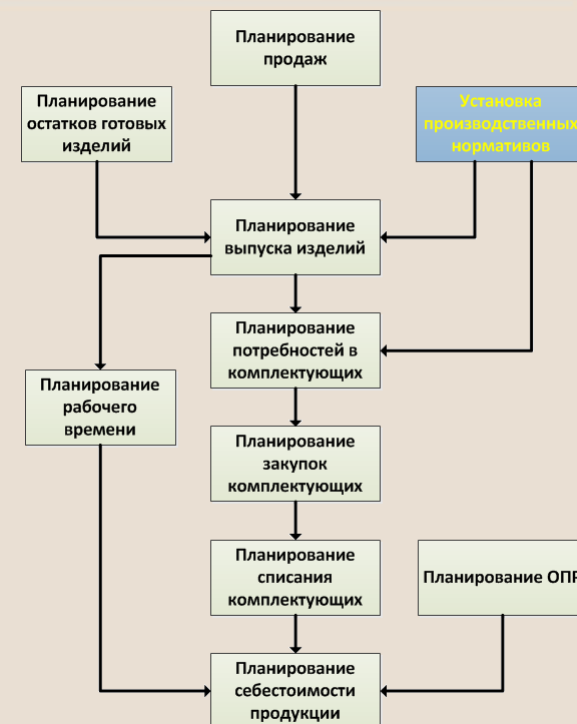 Планирование
продаж
Планирование
остатков готовых
изделий
Установка
производственных
нормативов
Планирование
выпуска изделий
Планирование
потребностей в
комплектующих
Планирование
рабочего
времени
Планирование
закупок
комплектующих
Планирование
списания
комплектующих
Планирование ОПР
Планирование
себестоимости
продукции